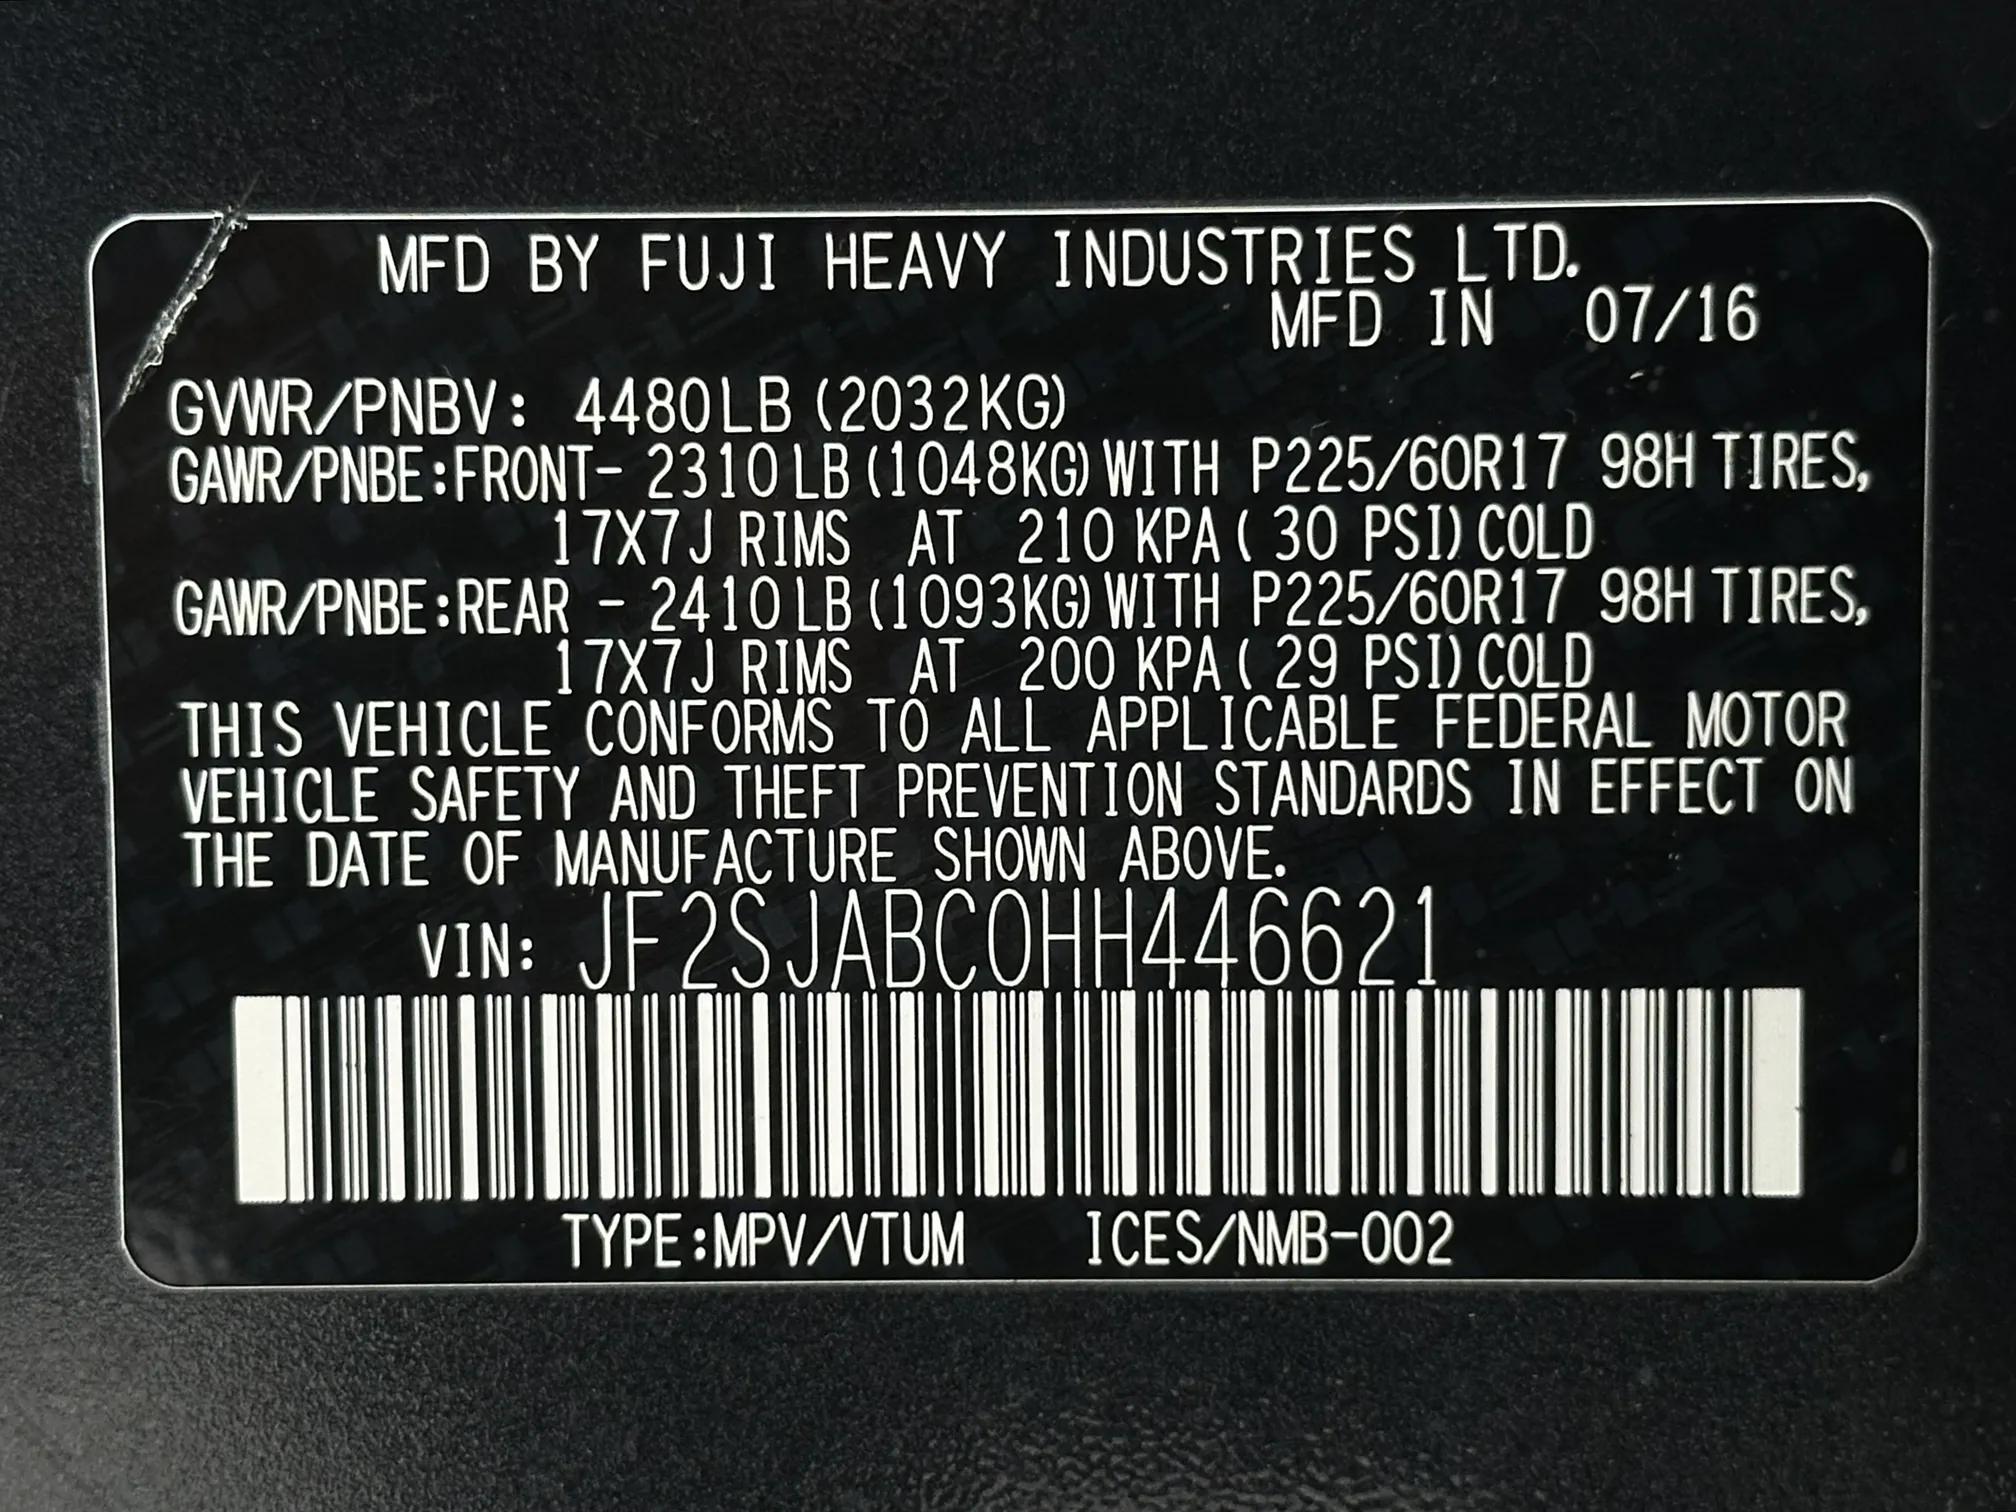 MFD BY FUJI HEAVY INDUSTRIES LTD.
MFD IN 07/16
GVWR/PNBV: 4480LB (2032KG)
GAWR/PNBE:FRONT- 2310LB (1048KG) WITH P225/60R17 98H TIRES,
17X7J RIMS AT 210 KPA ( 30 PSI) COLD
GAWR/PNBE:REAR - 2410LB (1093KG) WITH P225/60R17 98H TIRES,
17X7J RIMS AT 200 KPA ( 29 PSI) COLD
THIS VEHICLE CONFORMS TO ALL APPLICABLE FEDERAL MOTOR
VEHICLE SAFETY AND THEFT PREVENTION STANDARDS IN EFFECT ON
THE DATE OF MANUFACTURE SHOWN ABOVE.
VIN: JF2SJABC0HH446621
TYPE:MPV/VTUM ICES/NMB-002